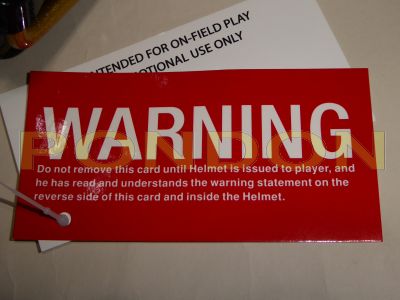 NTENDED FOR ON-FIELD PLAY
OTIONAL USE ONLY
WARNING
PONDON
Do not remove this card until Helmet is issued to player, and
he has read and understands the warning statement on the
reverse side of this card and inside the Helmet.